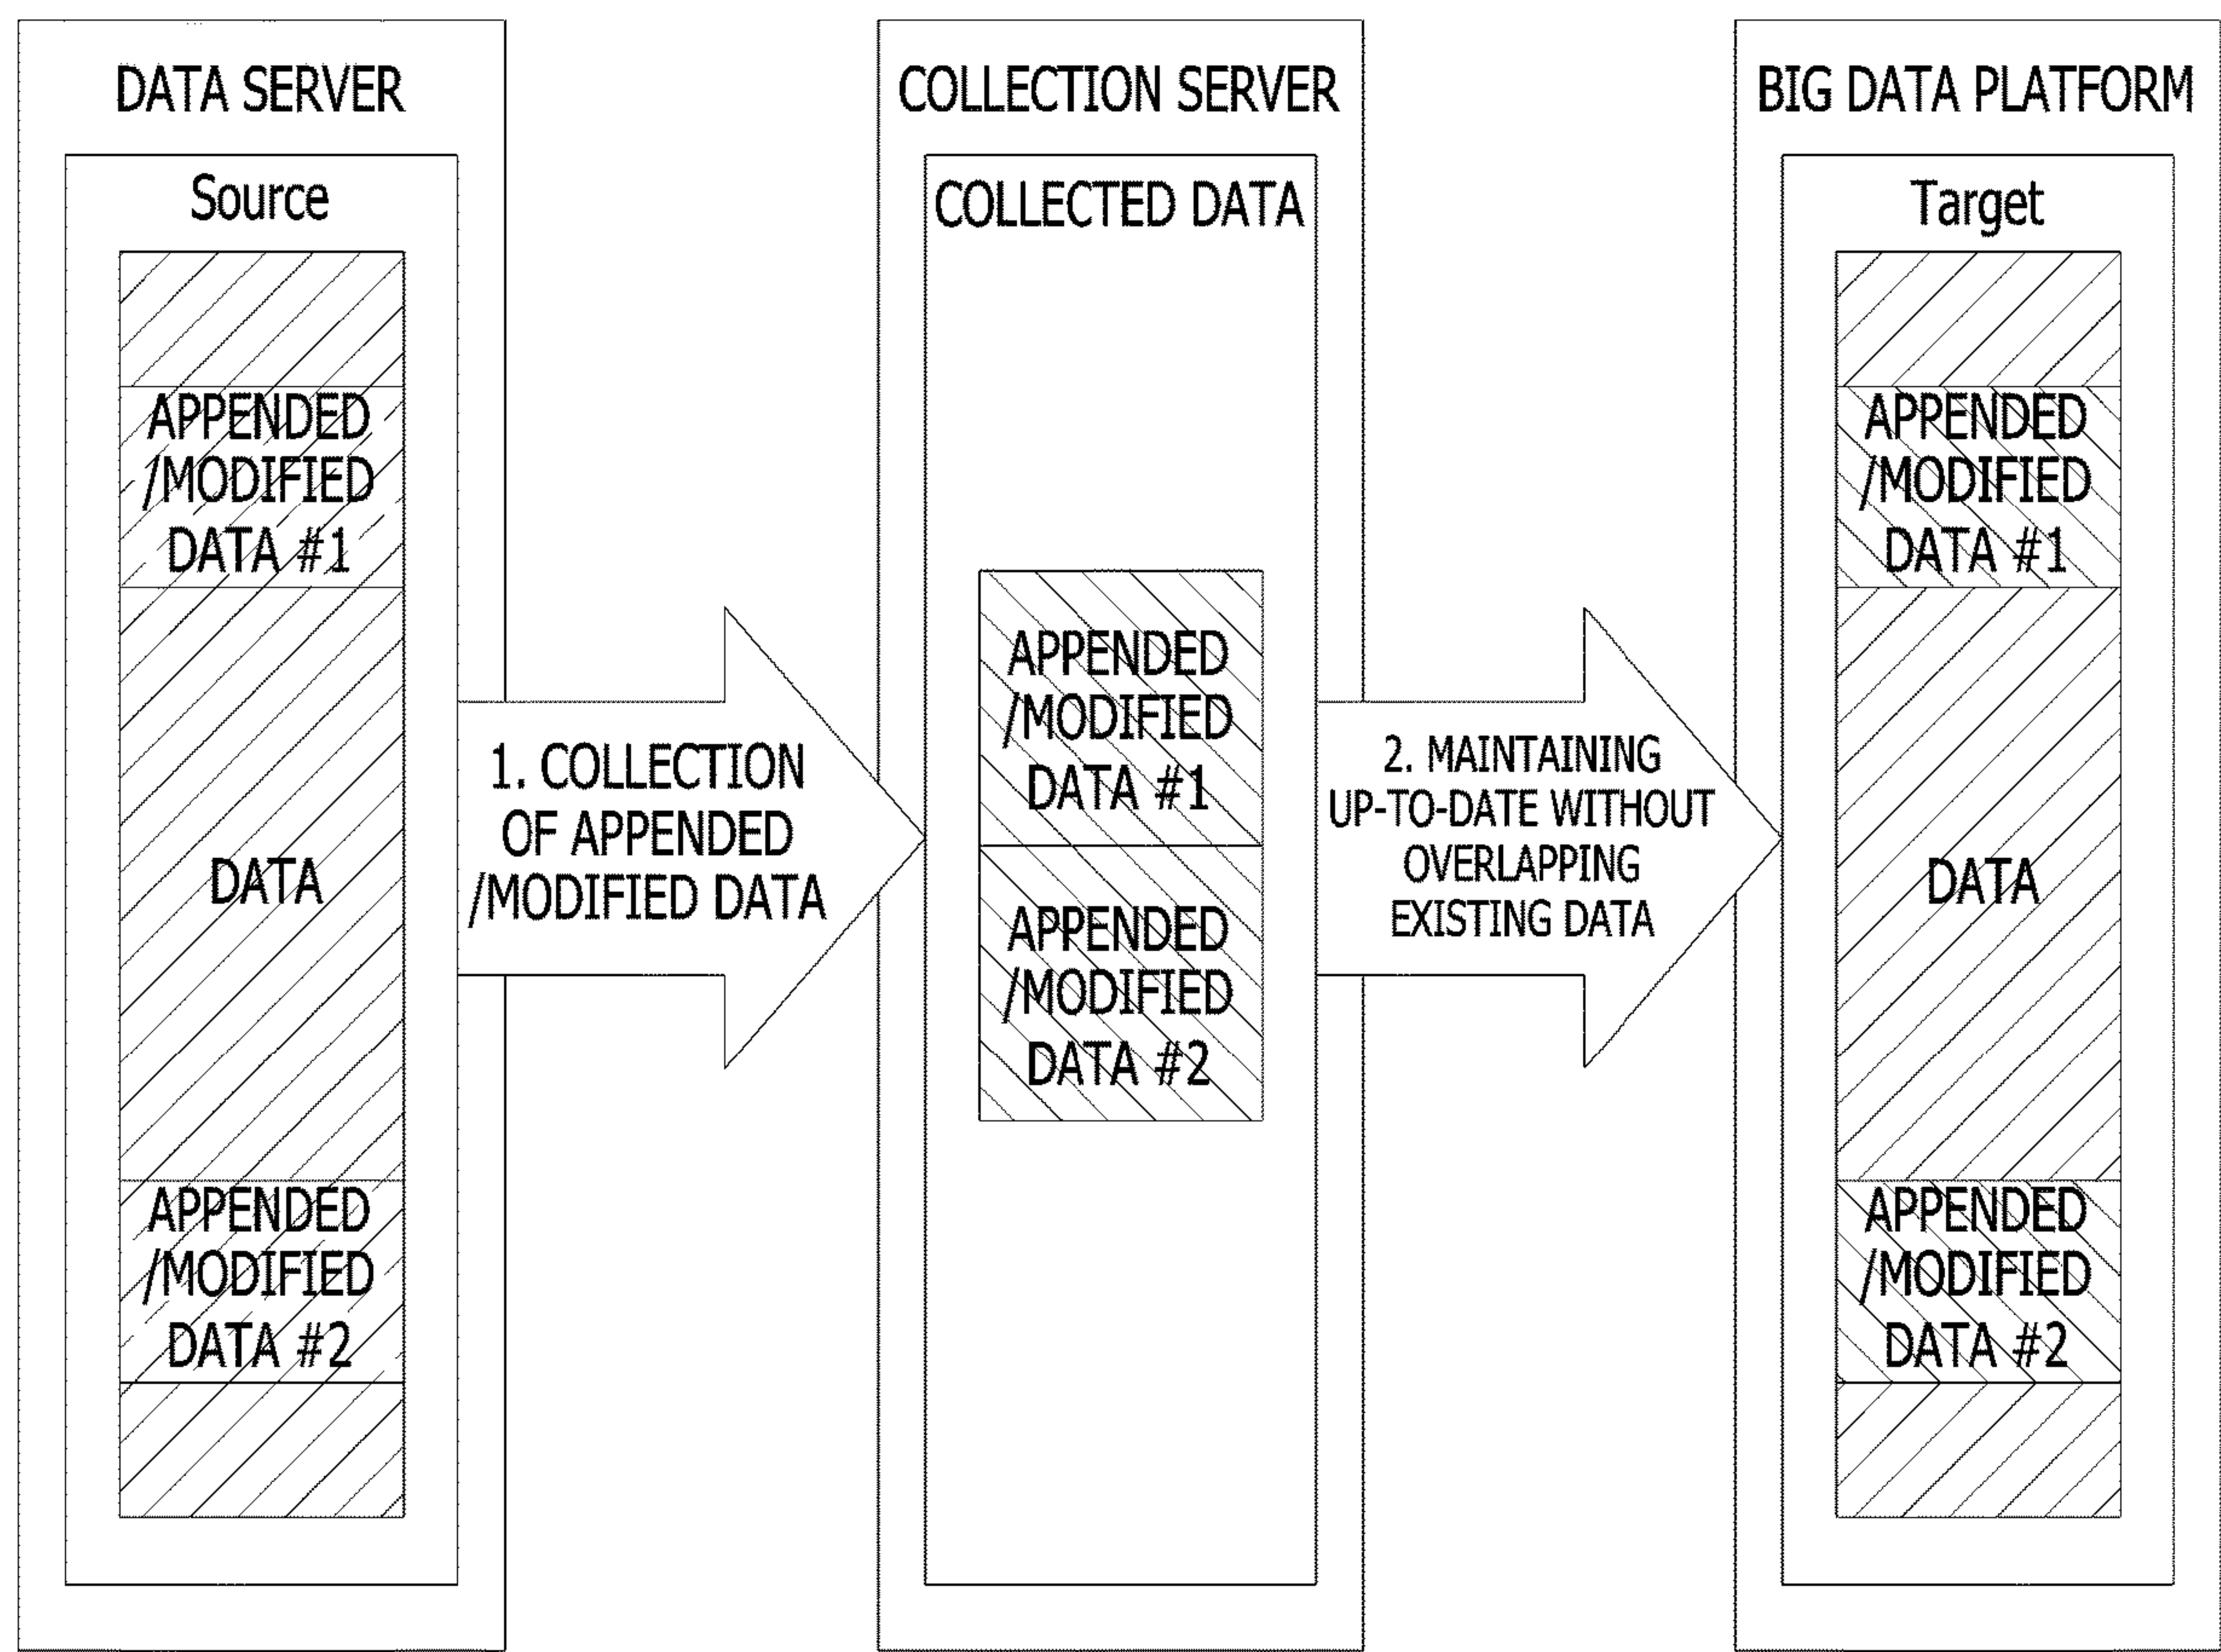 DATA SERVER
Source
APPENDED
/MODIFIED
DATA #1
DATA
APPENDED
/MODIFIED
DATA #2
1. COLLECTION
OF APPENDED
/MODIFIED DATA
COLLECTION SERVER
COLLECTED DATA
APPENDED
/MODIFIED
DATA #1
APPENDED
/MODIFIED
DATA #2
2. MAINTAINING
UP-TO-DATE WITHOUT
OVERLAPPING
EXISTING DATA
BIG DATA PLATFORM
Target
APPENDED
/MODIFIED
DATA #1
DATA
APPENDED
/MODIFIED
DATA #2